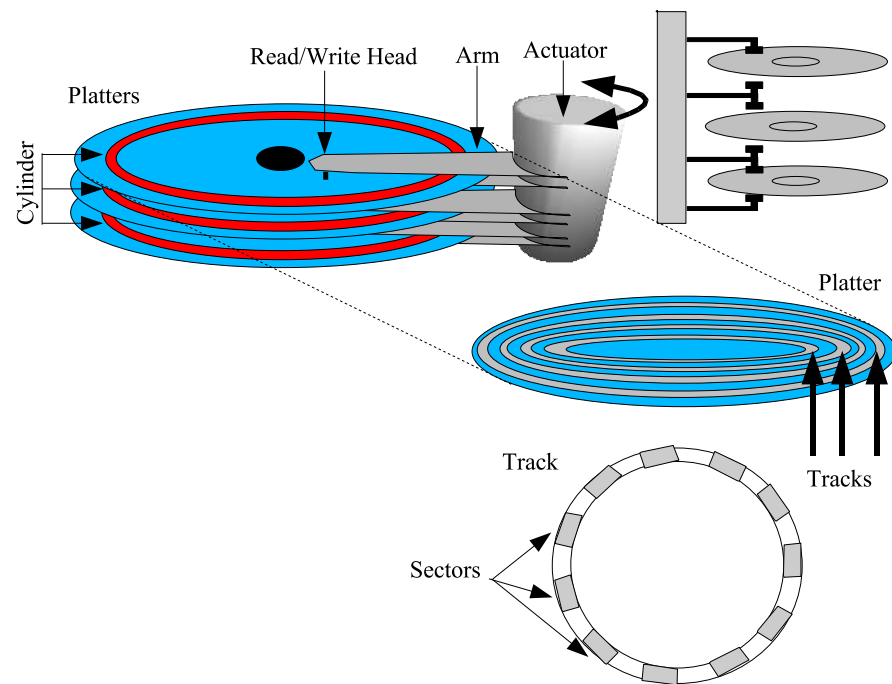 Read/Write Head
Arm
Actuator
Platters
Cylinder
Platter
Track
Tracks
Sectors